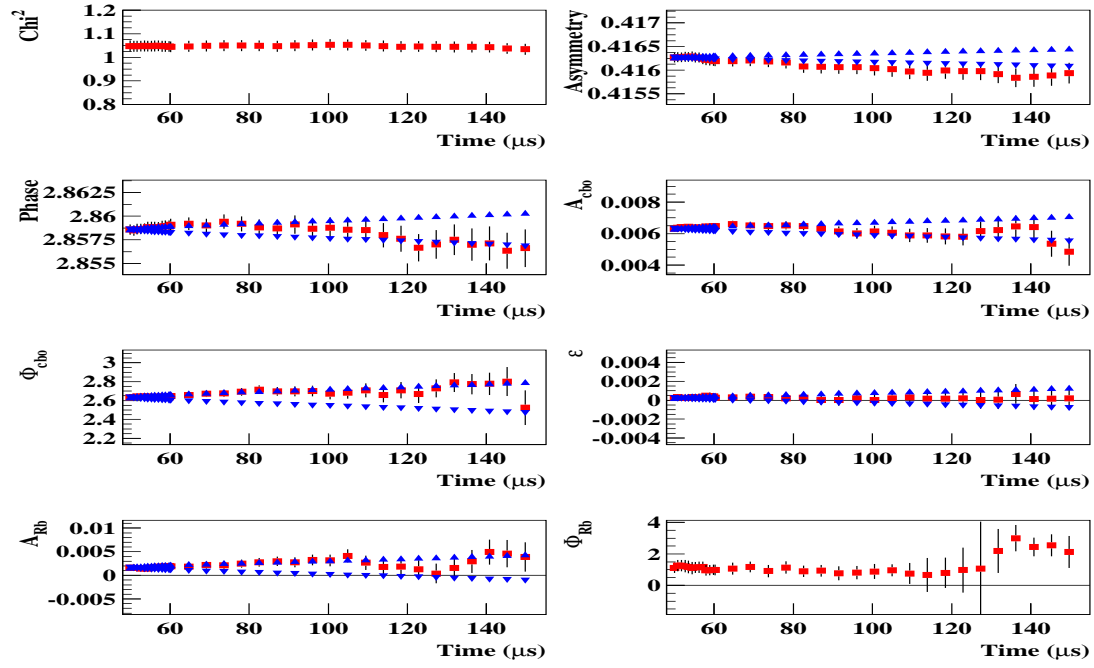 Chi²
1.2
1.1
1
0.9
0.8
60 80 100 120 140
Time (μs)
Asymmetry
0.417
0.4165
0.416
0.4155
60 80 100 120 140
Time (μs)
Phase
2.8625
2.86
2.8575
2.855
60 80 100 120 140
Time (μs)
A_cbo
0.008
0.006
0.004
60 80 100 120 140
Time (μs)
Φ_cbo
3
2.8
2.6
2.4
2.2
60 80 100 120 140
Time (μs)
ε
0.004
0.002
0
-0.002
-0.004
60 80 100 120 140
Time (μs)
A_Rb
0.01
0.005
0
-0.005
60 80 100 120 140
Time (μs)
Φ_Rb
4
2
0
60 80 100 120 140
Time (μs)